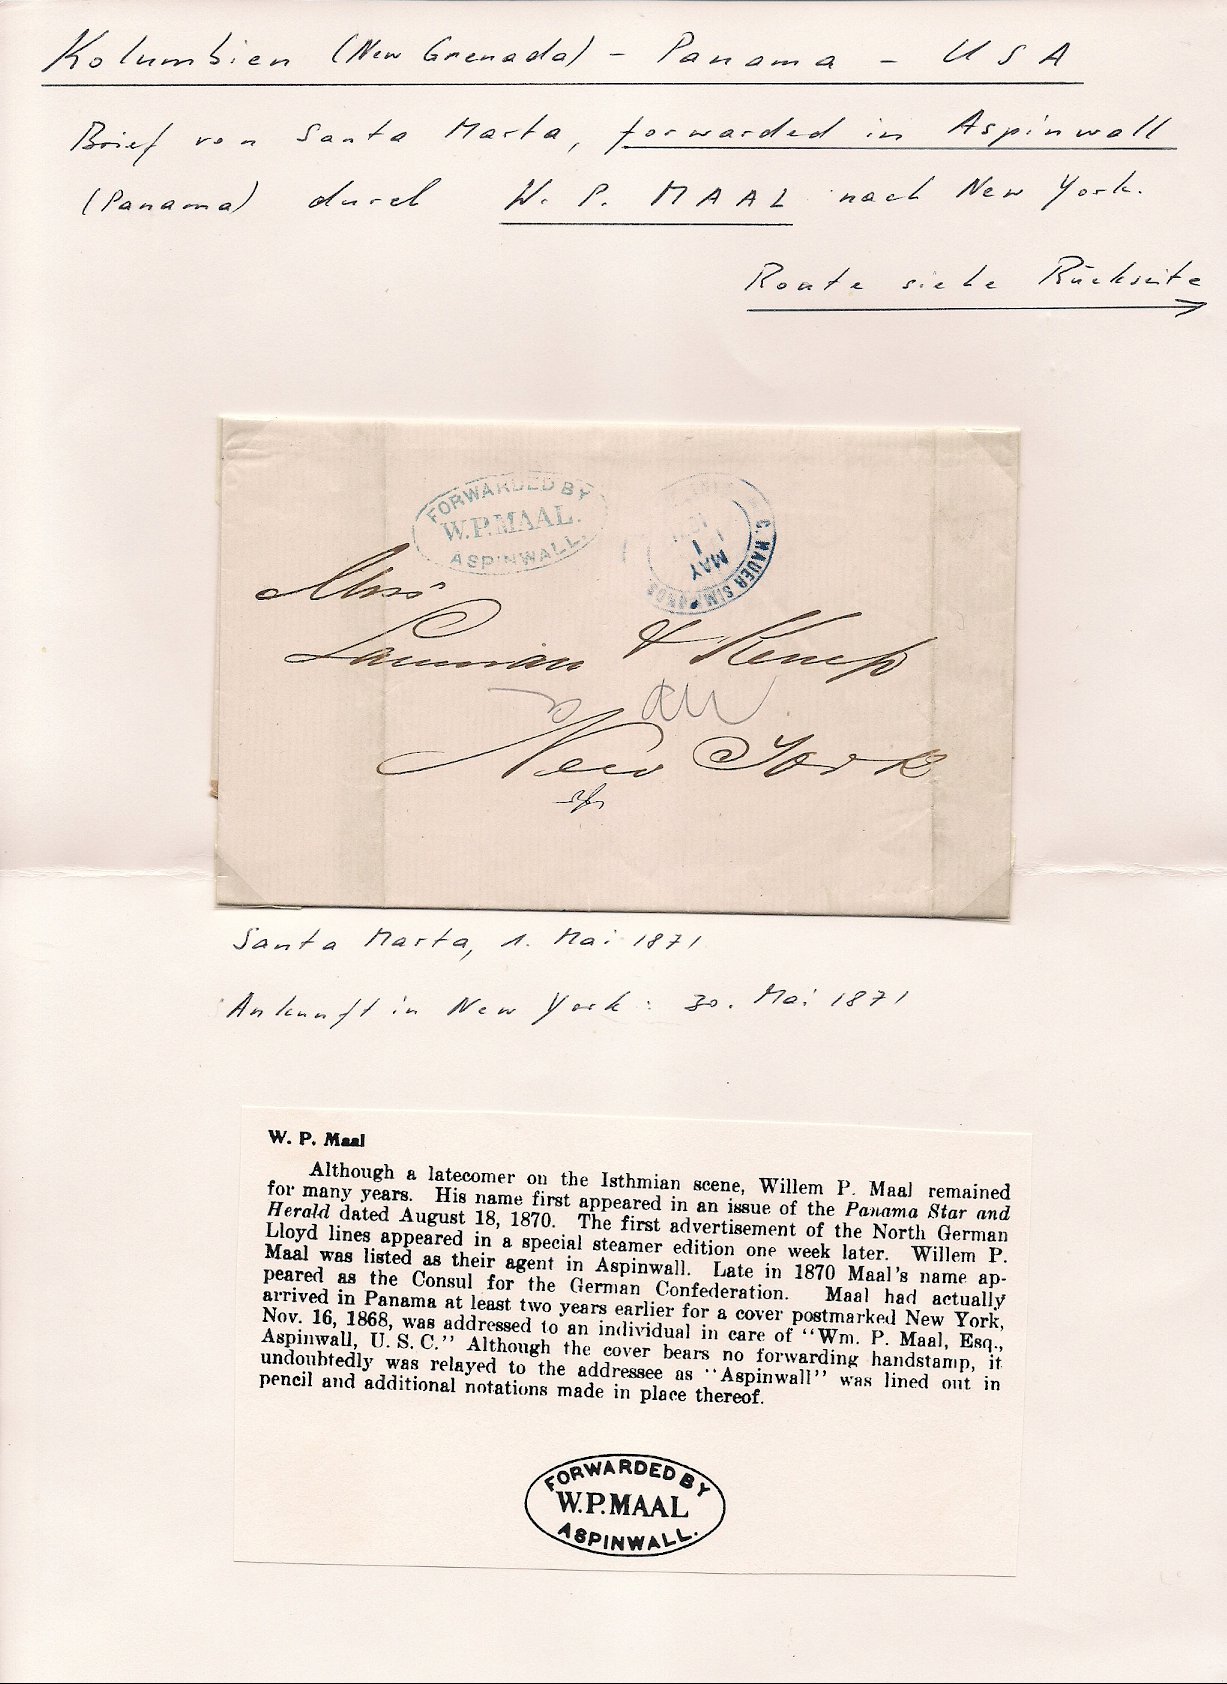 Kolumbien (New Grenada) - Panama - USA
Brief von Santa Marta, forwarded in Aspinwall
(Panama) durch W. P. MAAL nach New York.
Route siehe Rückseite
FORWARDED BY
W.P.MAAL.
ASPINWALL.
C. HAUER SIMMONDS
MAY
1
Mess
Lanman & Kemp
New York
Santa Marta, 1. Mai 1871
Ankunft in New York: 30. Mai 1871
W. P. Maal
Although a latecomer on the Isthmian scene, Willem P. Maal remained
for many years. His name first appeared in an issue of the Panama Star and
Herald dated August 18, 1870. The first advertisement of the North German
Lloyd lines appeared in a special steamer edition one week later. Willem P.
Maal was listed as their agent in Aspinwall. Late in 1870 Maal's name ap-
peared as the Consul for the German Confederation. Maal had actually
arrived in Panama at least two years earlier for a cover postmarked New York,
Nov. 16, 1868, was addressed to an individual in care of "Wm. P. Maal, Esq.,
Aspinwall, U. S. C." Although the cover bears no forwarding handstamp, it
undoubtedly was relayed to the addressee as "Aspinwall" was lined out in
pencil and additional notations made in place thereof.
FORWARDED BY
W.P.MAAL
ASPINWALL.